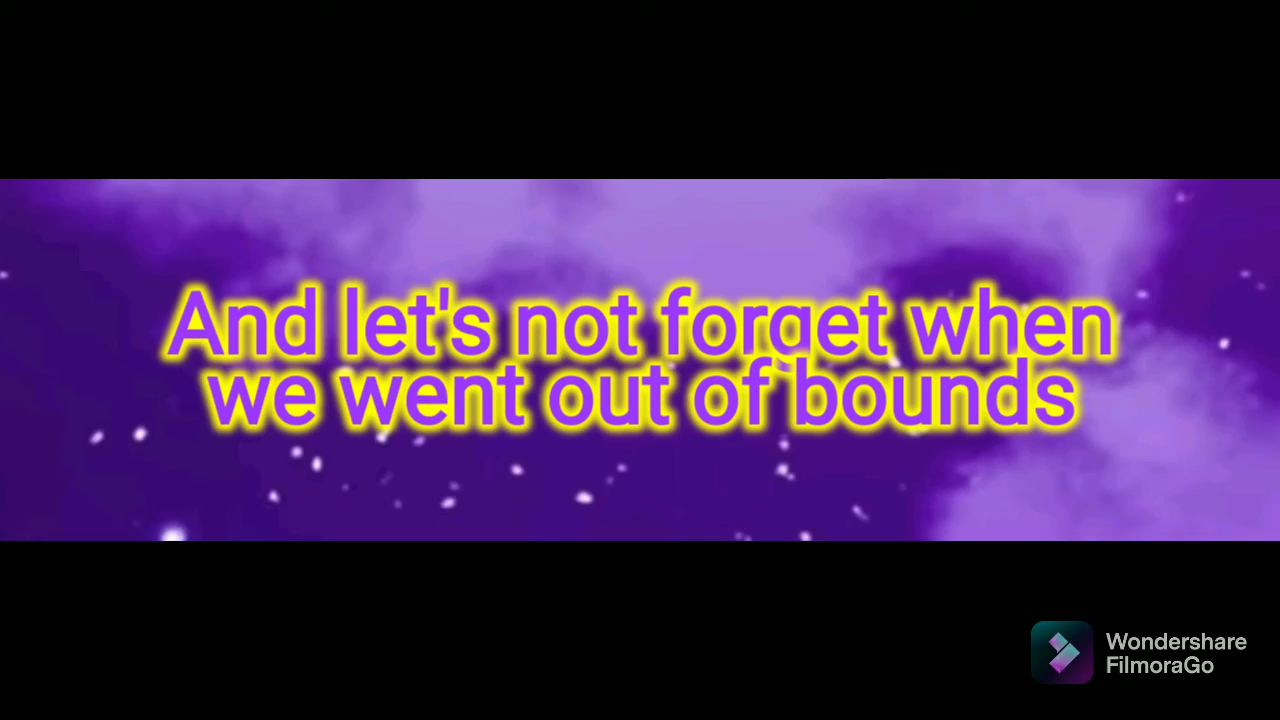 And let's not forget when
we went out of bounds
Wondershare
FilmoraGo